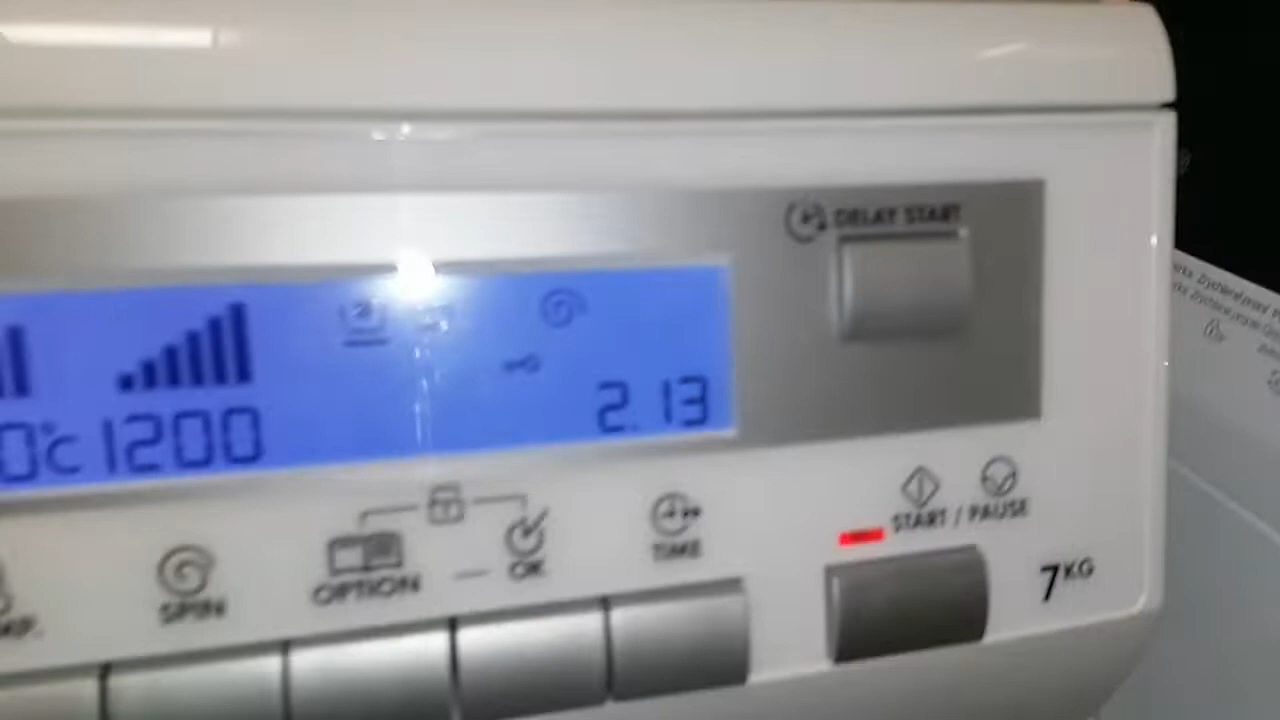 DELAY START
0°C 1200
2.13
START / PAUSE
TIME
OPTION
OK
SPIN
7KG